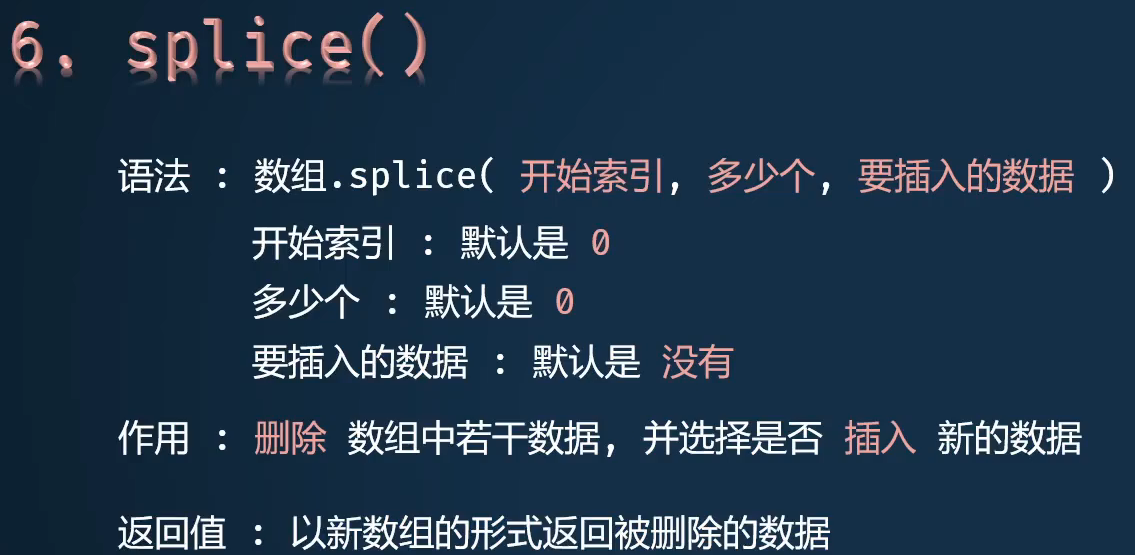 6. splice()
语法 : 数组.splice( 开始索引, 多少个, 要插入的数据 )
开始索引 : 默认是 0
多少个 : 默认是 0
要插入的数据 : 默认是 没有
作用 : 删除 数组中若干数据, 并选择是否 插入 新的数据
返回值 : 以新数组的形式返回被删除的数据